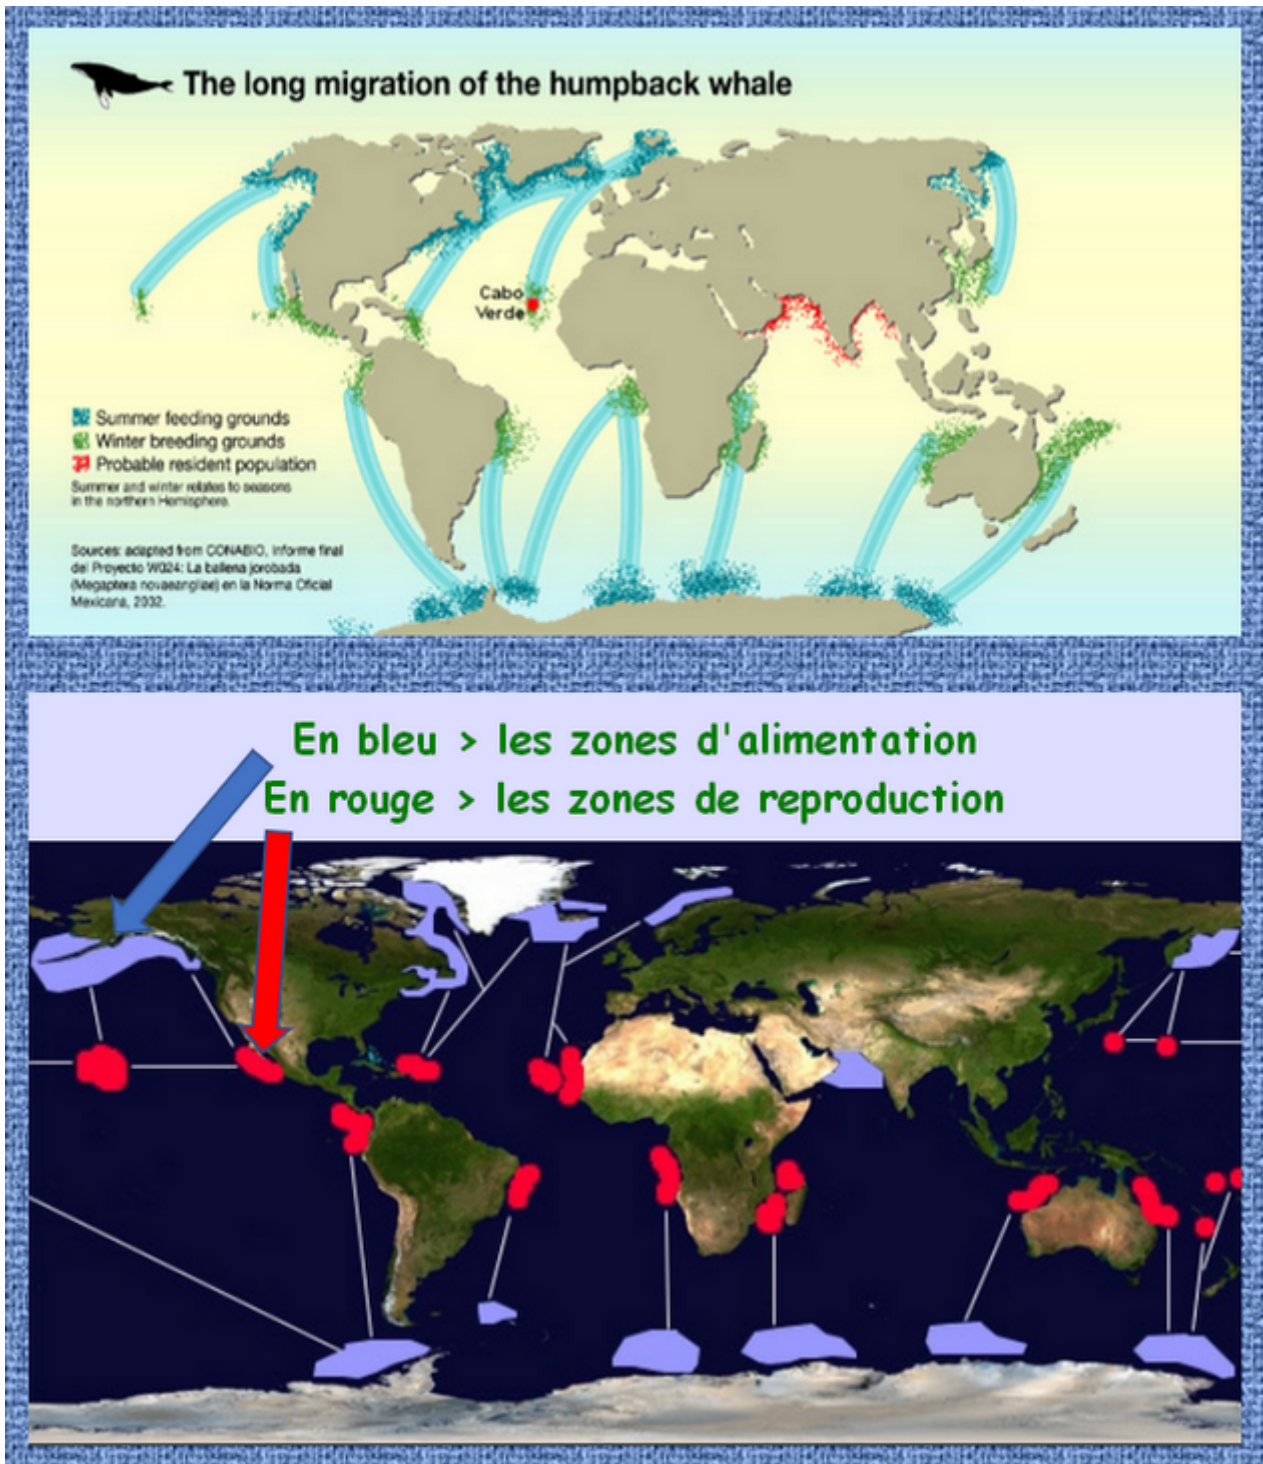 The long migration of the humpback whale
Cabo
Verde
Summer feeding grounds
Winter breeding grounds
Probable resident population
Summer and winter relates to seasons
in the northern Hemisphere.
Sources: adapted from CONABIO, Informe final
del Proyecto W024: La ballena jorobada
(Megaptera novaeangliae) en la Norma Oficial
Mexicana, 2002.
En bleu > les zones d'alimentation
En rouge > les zones de reproduction